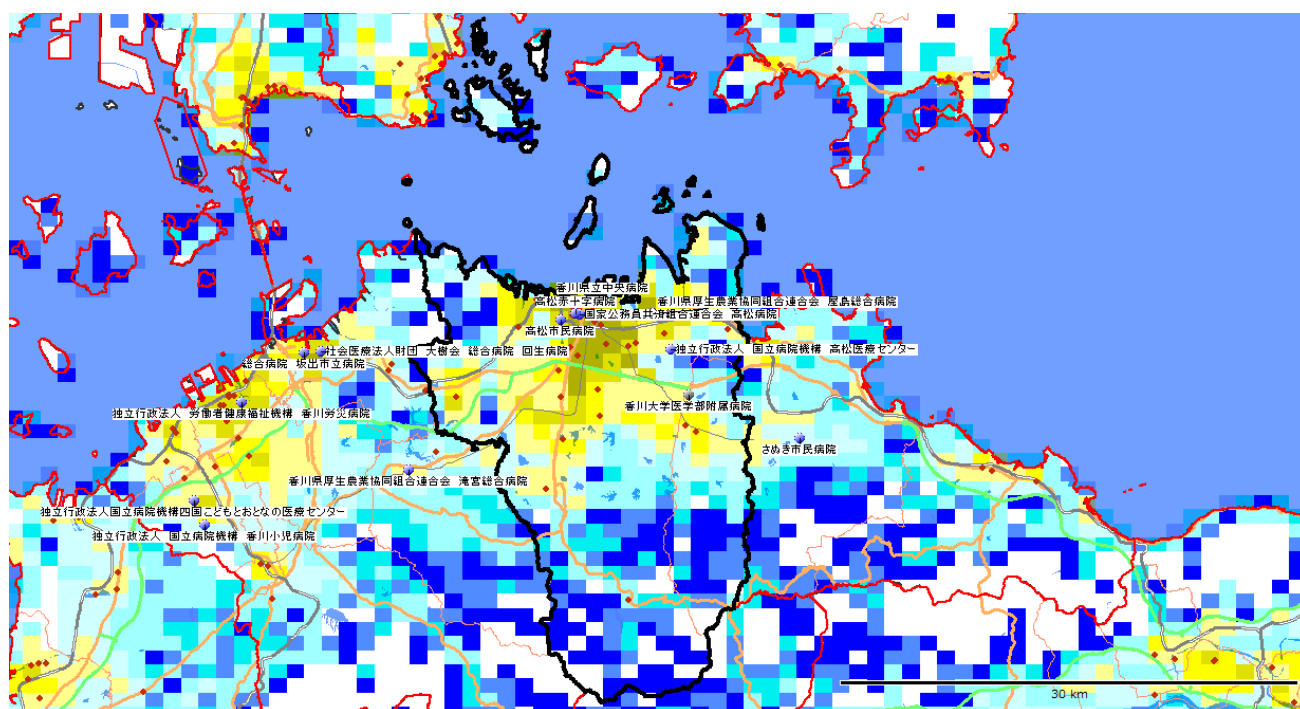 香川県立中央病院
高松赤十字病院
香川県厚生農業協同組合連合会 屋島総合病院
国家公務員共済組合連合会 高松病院
高松市民病院
社会医療法人財団 大樹会 総合病院 回生病院
独立行政法人 国立病院機構 高松医療センター
総合病院 坂出市立病院
香川大学医学部附属病院
独立行政法人 労働者健康福祉機構 香川労災病院
さぬき市民病院
香川県厚生農業協同組合連合会 滝宮総合病院
独立行政法人国立病院機構四国こどもとおとなの医療センター
独立行政法人 国立病院機構 香川小児病院
30 km